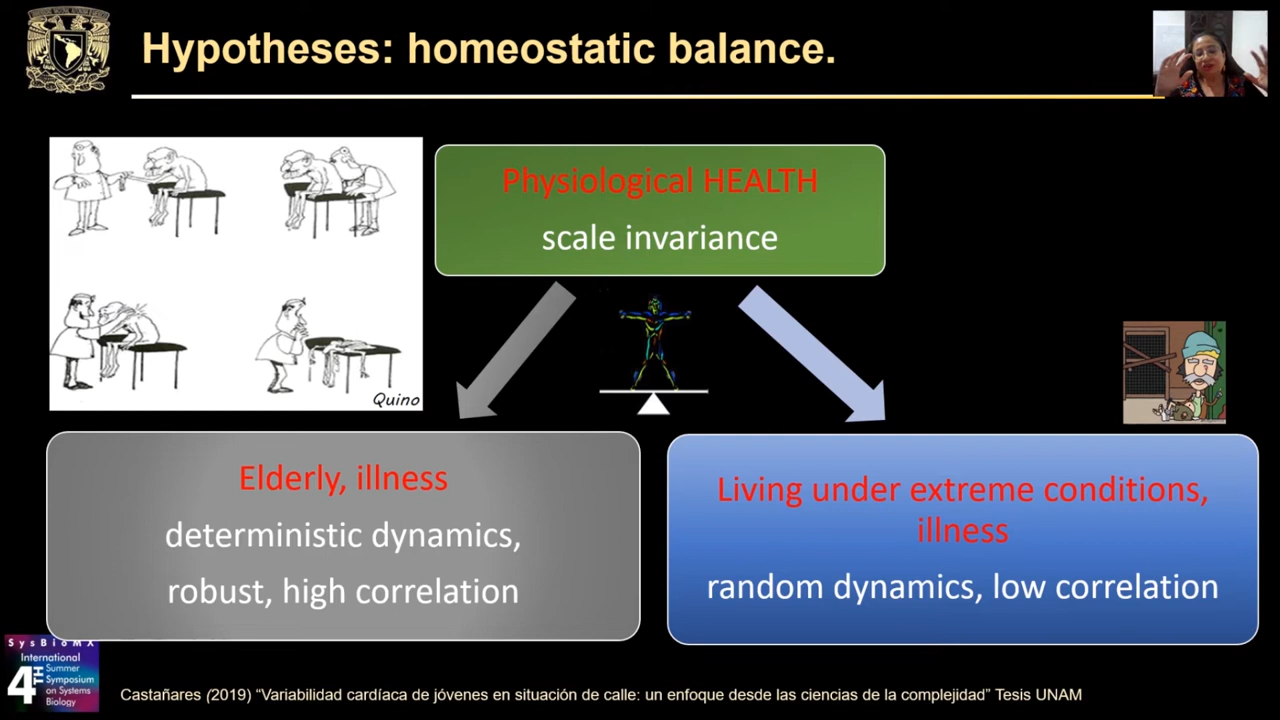 Hypotheses: homeostatic balance.
Physiological HEALTH
scale invariance
Quino
Elderly, illness
deterministic dynamics,
robust, high correlation
Living under extreme conditions,
illness
random dynamics, low correlation
SysBioMX
International
4TH Summer
Symposium
on Systems
Biology
Castañares (2019) “Variabilidad cardíaca de jóvenes en situación de calle: un enfoque desde las ciencias de la complejidad” Tesis UNAM